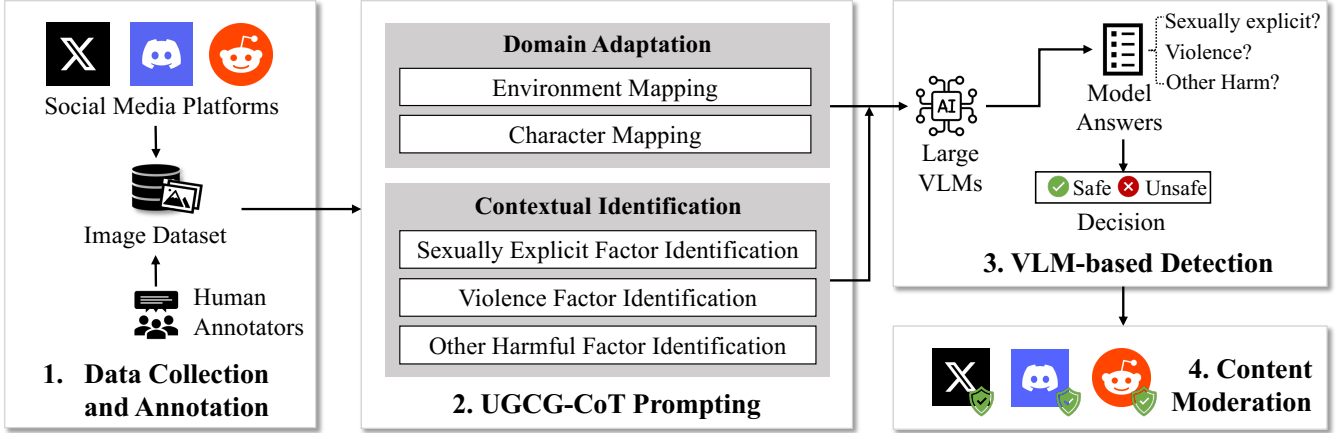 Social Media Platforms
Image Dataset
Human
Annotators
1. Data Collection
and Annotation
Domain Adaptation
Environment Mapping
Character Mapping
Contextual Identification
Sexually Explicit Factor Identification
Violence Factor Identification
Other Harmful Factor Identification
2. UGCG-CoT Prompting
AI
Large
VLMs
Sexually explicit?
Violence?
Other Harm?
Model
Answers
Safe Unsafe
Decision
3. VLM-based Detection
4. Content
Moderation